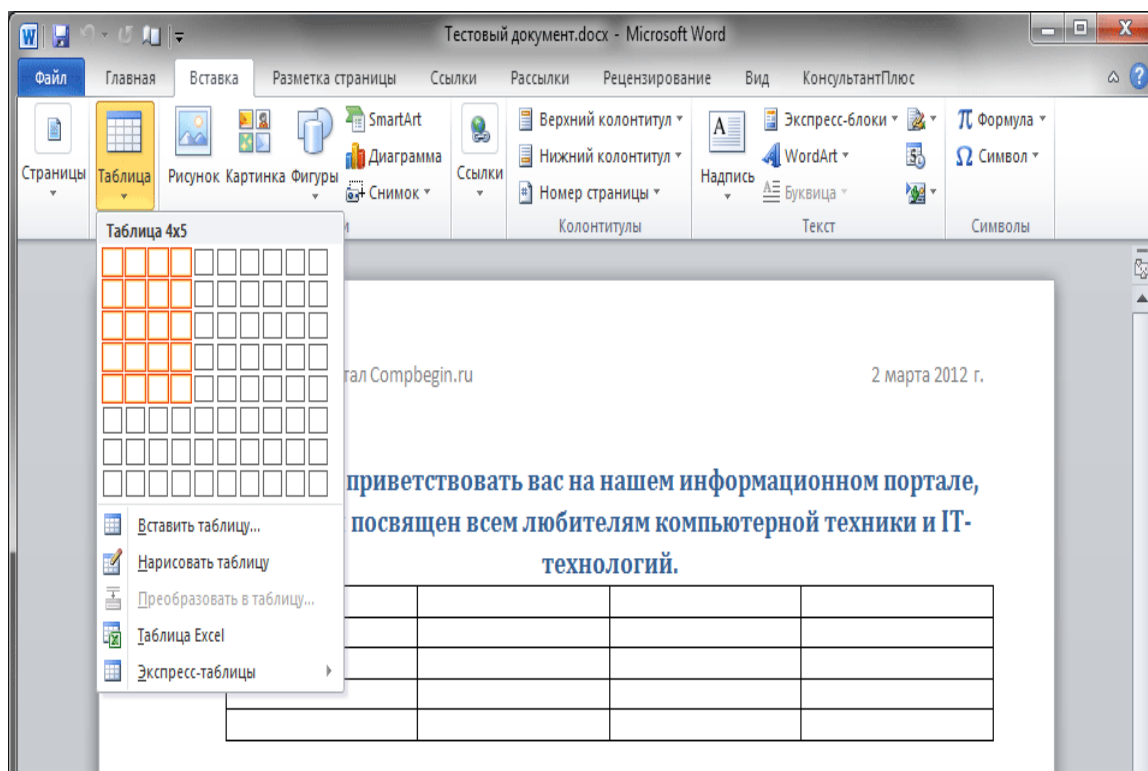 Тестовый документ.docx - Microsoft Word
Файл Главная Вставка Разметка страницы Ссылки Рассылки Рецензирование Вид КонсультантПлюс
Страницы
Таблица
Рисунок
Картинка
Фигуры
SmartArt
Диаграмма
Снимок
Ссылки
Верхний колонтитул
Нижний колонтитул
Номер страницы
Колонтитулы
Надпись
Экспресс-блоки
WordArt
Буквица
Текст
π Формула
Ω Символ
Символы
Таблица 4x5
Вставить таблицу...
Нарисовать таблицу
Преобразовать в таблицу...
Таблица Excel
Экспресс-таблицы
Compbegin.ru 2 марта 2012 г.
приветствовать вас на нашем информационном портале,
посвящен всем любителям компьютерной техники и IT-
технологий.